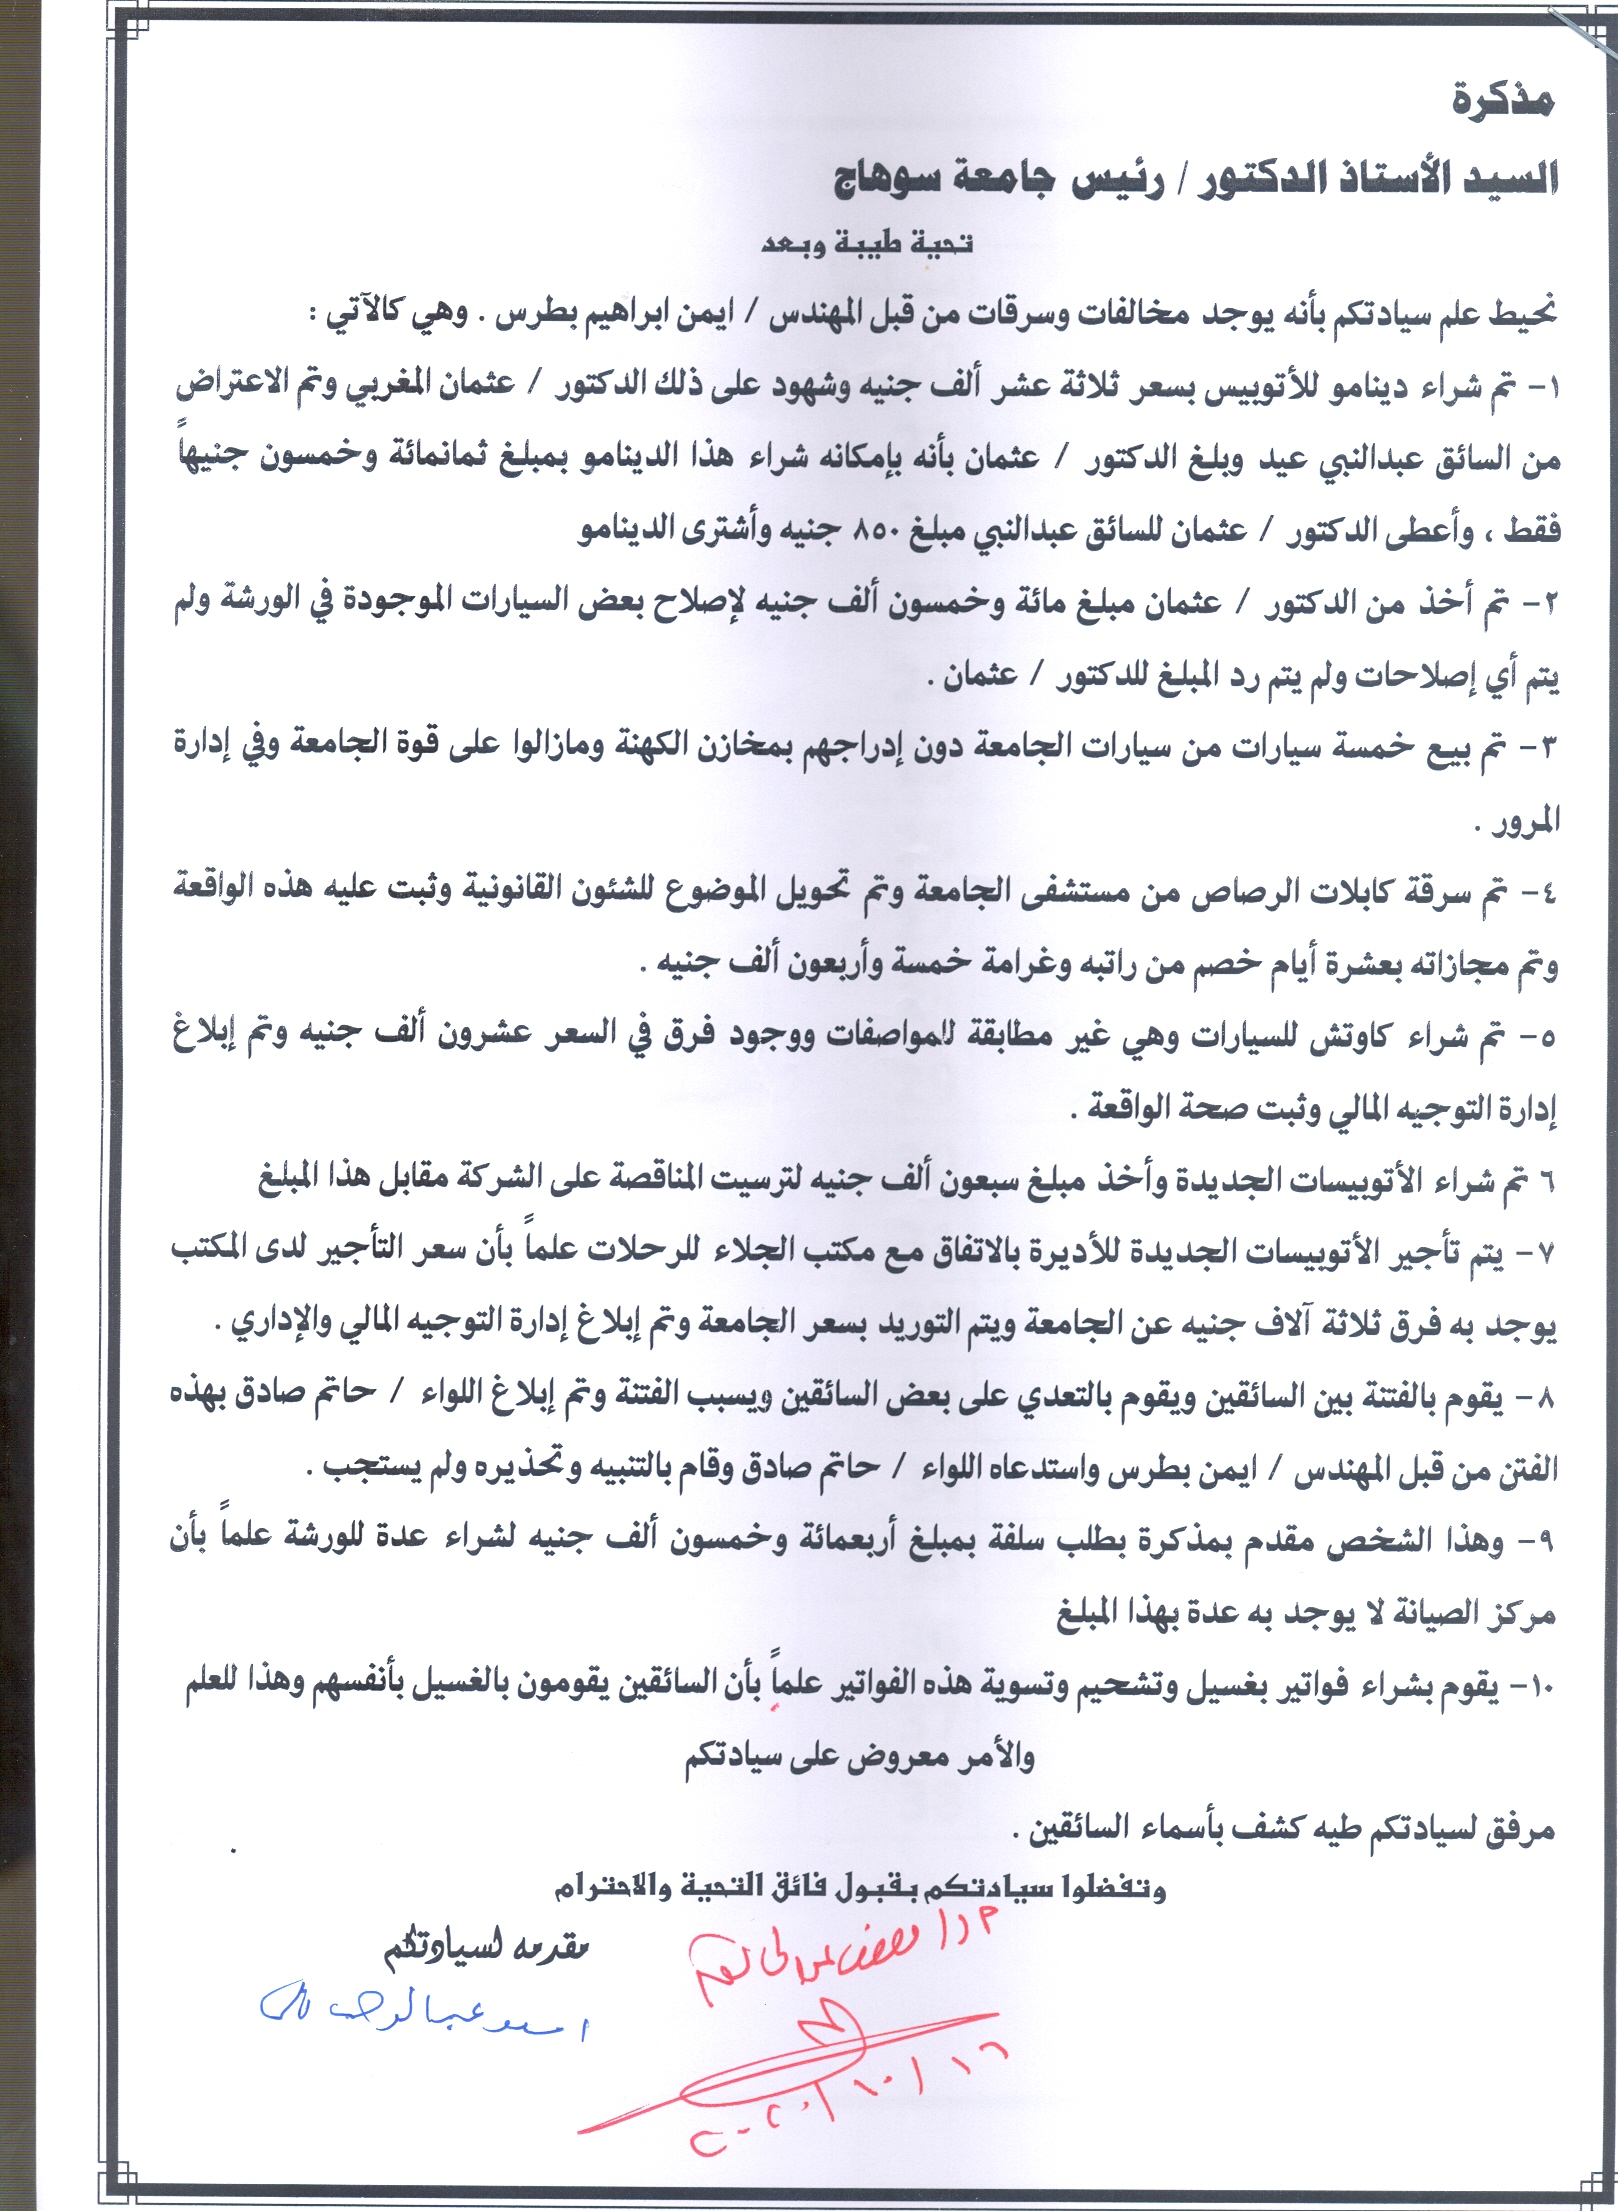 مذكرة
السيد الأستاذ الدكتور / رئيس جامعة سوهاج
تحية طيبة وبعد
نحيط علم سيادتكم بأنه يوجد مخالفات وسرقات من قبل المهندس / ايمن ابراهيم بطرس . وهي كالآتي :
١- تم شراء دينامو للأتوبيس بسعر ثلاثة عشر ألف جنيه وشهود على ذلك الدكتور / عثمان المغربي وتم الاعتراض
من السائق عبدالنبي عيد وبلغ الدكتور / عثمان بأنه بإمكانه شراء هذا الدينامو بمبلغ ثمانمائة وخمسون جنيهاً
فقط ، وأعطى الدكتور / عثمان للسائق عبدالنبي مبلغ ٨٥٠ جنيه وأشترى الدينامو
٢- تم أخذ من الدكتور / عثمان مبلغ مائة وخمسون ألف جنيه لإصلاح بعض السيارات الموجودة في الورشة ولم
يتم أي إصلاحات ولم يتم رد المبلغ للدكتور / عثمان .
٣- تم بيع خمسة سيارات من سيارات الجامعة دون إدراجهم بمخازن الكهنة ومازالوا على قوة الجامعة وفي إدارة
المرور .
٤- تم سرقة كابلات الرصاص من مستشفى الجامعة وتم تحويل الموضوع للشئون القانونية وثبت عليه هذه الواقعة
وتم مجازاته بعشرة أيام خصم من راتبه وغرامة خمسة وأربعون ألف جنيه .
٥- تم شراء كاوتش للسيارات وهي غير مطابقة للمواصفات ووجود فرق في السعر عشرون ألف جنيه وتم إبلاغ
إدارة التوجيه المالي وثبت صحة الواقعة .
٦ تم شراء الأتوبيسات الجديدة وأخذ مبلغ سبعون ألف جنيه لترسيت المناقصة على الشركة مقابل هذا المبلغ
٧- يتم تأجير الأتوبيسات الجديدة للأديرة بالاتفاق مع مكتب الجلاء للرحلات علماً بأن سعر التأجير لدى المكتب
يوجد به فرق ثلاثة آلاف جنيه عن الجامعة ويتم التوريد بسعر الجامعة وتم إبلاغ إدارة التوجيه المالي والإداري .
٨- يقوم بالفتنة بين السائقين ويقوم بالتعدي على بعض السائقين ويسبب الفتنة وتم إبلاغ اللواء / حاتم صادق بهذه
الفتن من قبل المهندس / ايمن بطرس واستدعاه اللواء / حاتم صادق وقام بالتنبيه وتحذيره ولم يستجب .
٩- وهذا الشخص مقدم بمذكرة بطلب سلفة بمبلغ أربعمائة وخمسون ألف جنيه لشراء عدة للورشة علماً بأن
مركز الصيانة لا يوجد به عدة بهذا المبلغ
١٠- يقوم بشراء فواتير بغسيل وتشحيم وتسوية هذه الفواتير علماً بأن السائقين يقومون بالغسيل بأنفسهم وهذا للعلم
والأمر معروض على سيادتكم
مرفق لسيادتكم طيه كشف بأسماء السائقين .
وتفضلوا سيادتكم بقبول فائق التحية والاحترام
مقدمه لسيادتكم
٢٠٢٠/١٠/١٦